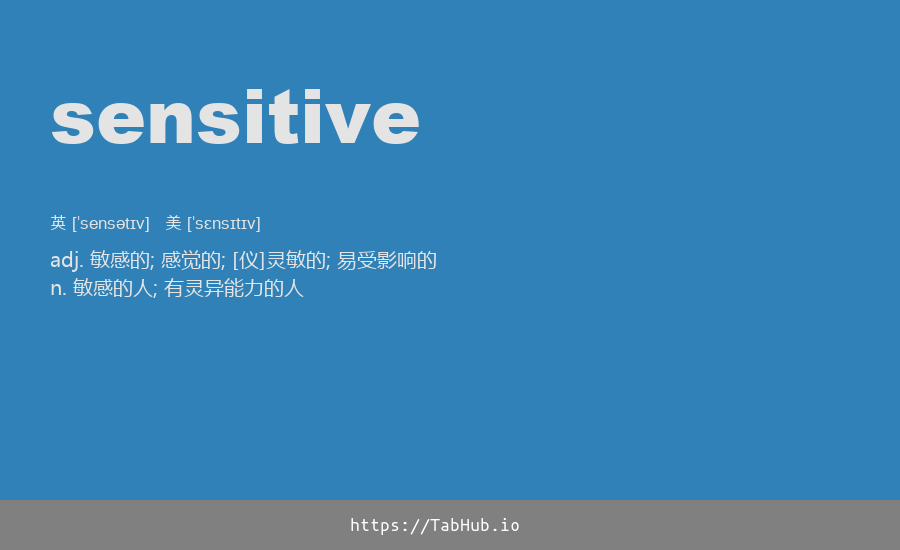 sensitive
英 [ˈsensətɪv] 美 [ˈsɛnsɪtɪv]
adj. 敏感的; 感觉的; [仪]灵敏的; 易受影响的
n. 敏感的人; 有灵异能力的人
https://TabHub.io